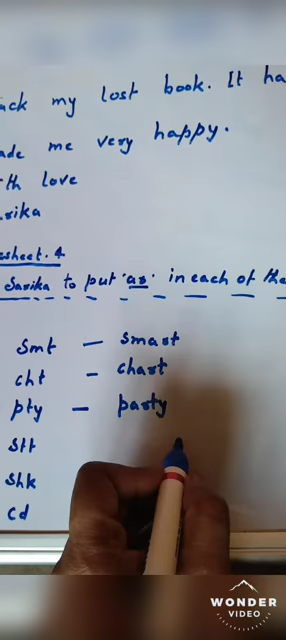 ack my lost book. It ha
ade me very happy.
th love
arika
sheet. 4
Sarika to put 'ar' in each of the
smt – smart
cht – chart
pty – party
stt
shk
cd
WONDER
VIDEO